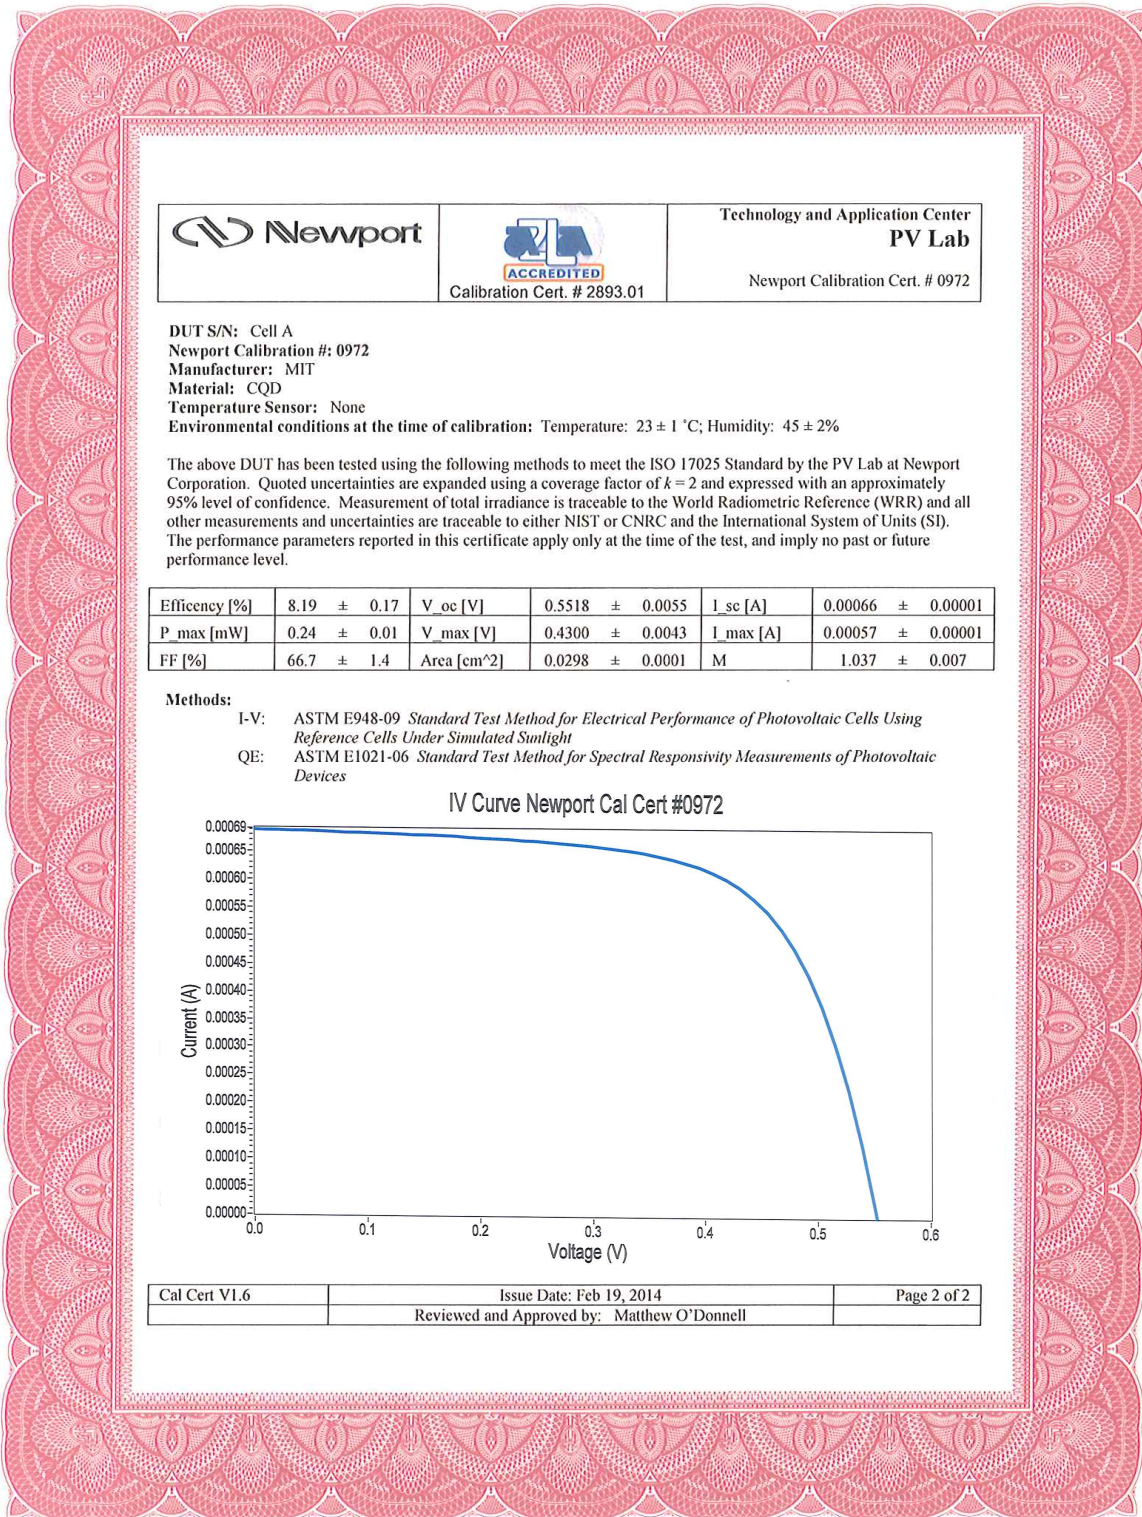 Newport
A2LA
ACCREDITED
Calibration Cert. # 2893.01
Technology and Application Center
PV Lab
Newport Calibration Cert. # 0972
DUT S/N: Cell A
Newport Calibration #: 0972
Manufacturer: MIT
Material: CQD
Temperature Sensor: None
Environmental conditions at the time of calibration: Temperature: 23 ± 1 °C; Humidity: 45 ± 2%
The above DUT has been tested using the following methods to meet the ISO 17025 Standard by the PV Lab at Newport
Corporation. Quoted uncertainties are expanded using a coverage factor of k = 2 and expressed with an approximately
95% level of confidence. Measurement of total irradiance is traceable to the World Radiometric Reference (WRR) and all
other measurements and uncertainties are traceable to either NIST or CNRC and the International System of Units (SI).
The performance parameters reported in this certificate apply only at the time of the test, and imply no past or future
performance level.
Efficency [%] 8.19 ± 0.17 V_oc [V] 0.5518 ± 0.0055 I_sc [A] 0.00066 ± 0.00001
P_max [mW] 0.24 ± 0.01 V_max [V] 0.4300 ± 0.0043 I_max [A] 0.00057 ± 0.00001
FF [%] 66.7 ± 1.4 Area [cm^2] 0.0298 ± 0.0001 M 1.037 ± 0.007
Methods:
I-V: ASTM E948-09 Standard Test Method for Electrical Performance of Photovoltaic Cells Using
Reference Cells Under Simulated Sunlight
QE: ASTM E1021-06 Standard Test Method for Spectral Responsivity Measurements of Photovoltaic
Devices
IV Curve Newport Cal Cert #0972
0.00069
0.00065
0.00060
0.00055
0.00050
0.00045
0.00040
0.00035
0.00030
0.00025
0.00020
0.00015
0.00010
0.00005
0.00000
Current (A)
0.0 0.1 0.2 0.3 0.4 0.5 0.6
Voltage (V)
Cal Cert V1.6 Issue Date: Feb 19, 2014 Page 2 of 2
Reviewed and Approved by: Matthew O'Donnell